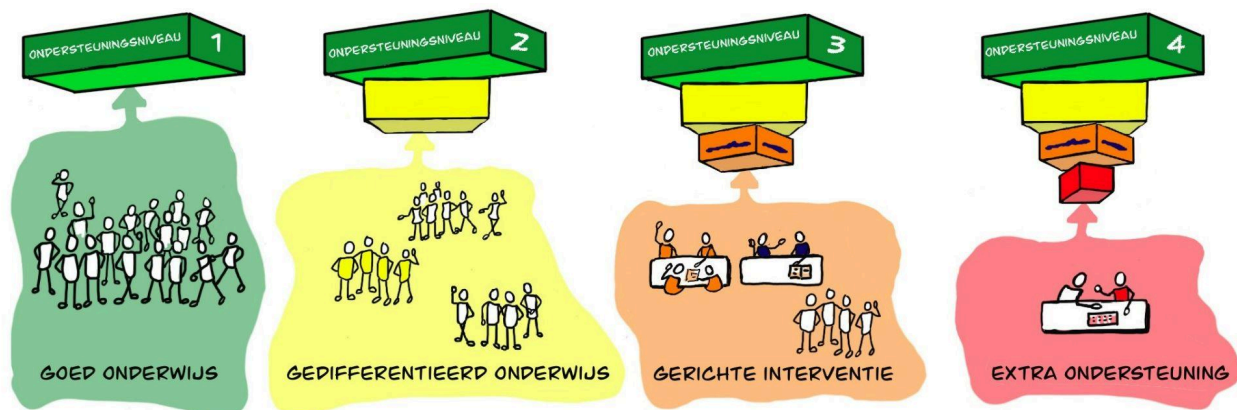 ONDERSTEUNINGSNIVEAU 1
ONDERSTEUNINGSNIVEAU 2
ONDERSTEUNINGSNIVEAU 3
ONDERSTEUNINGSNIVEAU 4
GOED ONDERWIJS
GEDIFFERENTIEERD ONDERWIJS
GERICHTE INTERVENTIE
EXTRA ONDERSTEUNING